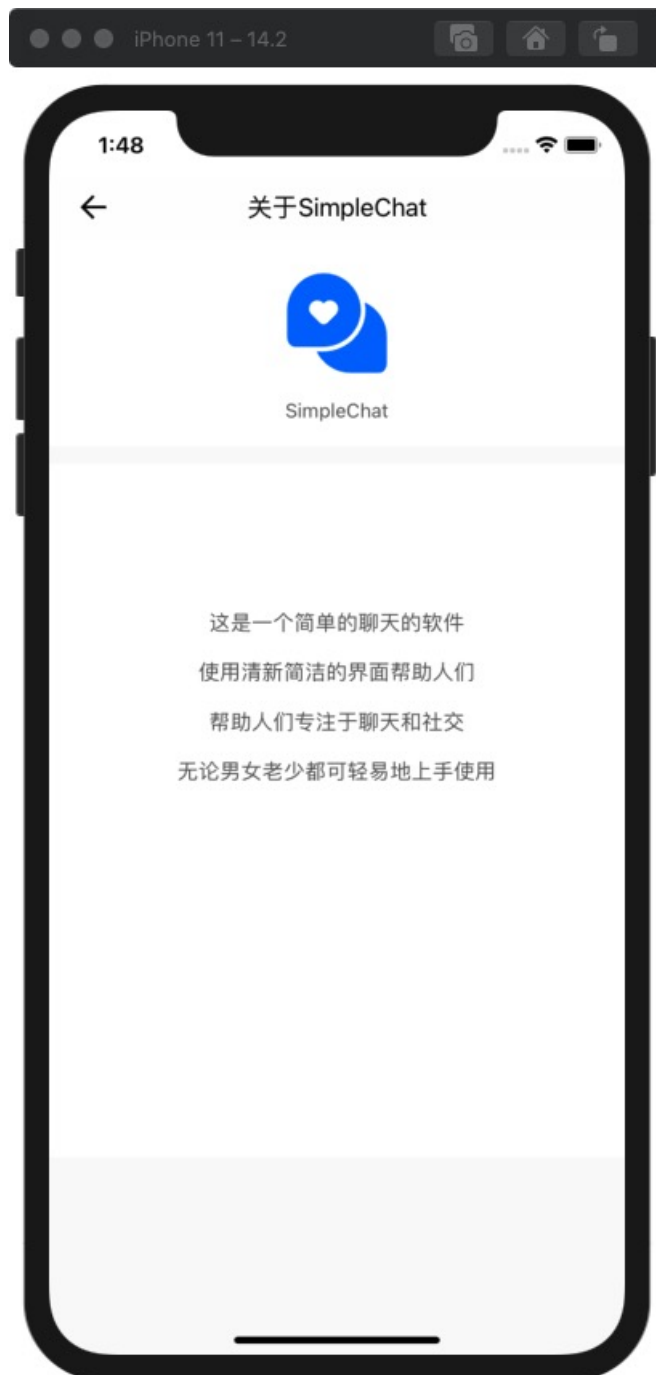 iPhone 11 – 14.2
1:48
关于SimpleChat
SimpleChat
这是一个简单的聊天的软件
使用清新简洁的界面帮助人们
帮助人们专注于聊天和社交
无论男女老少都可轻易地上手使用